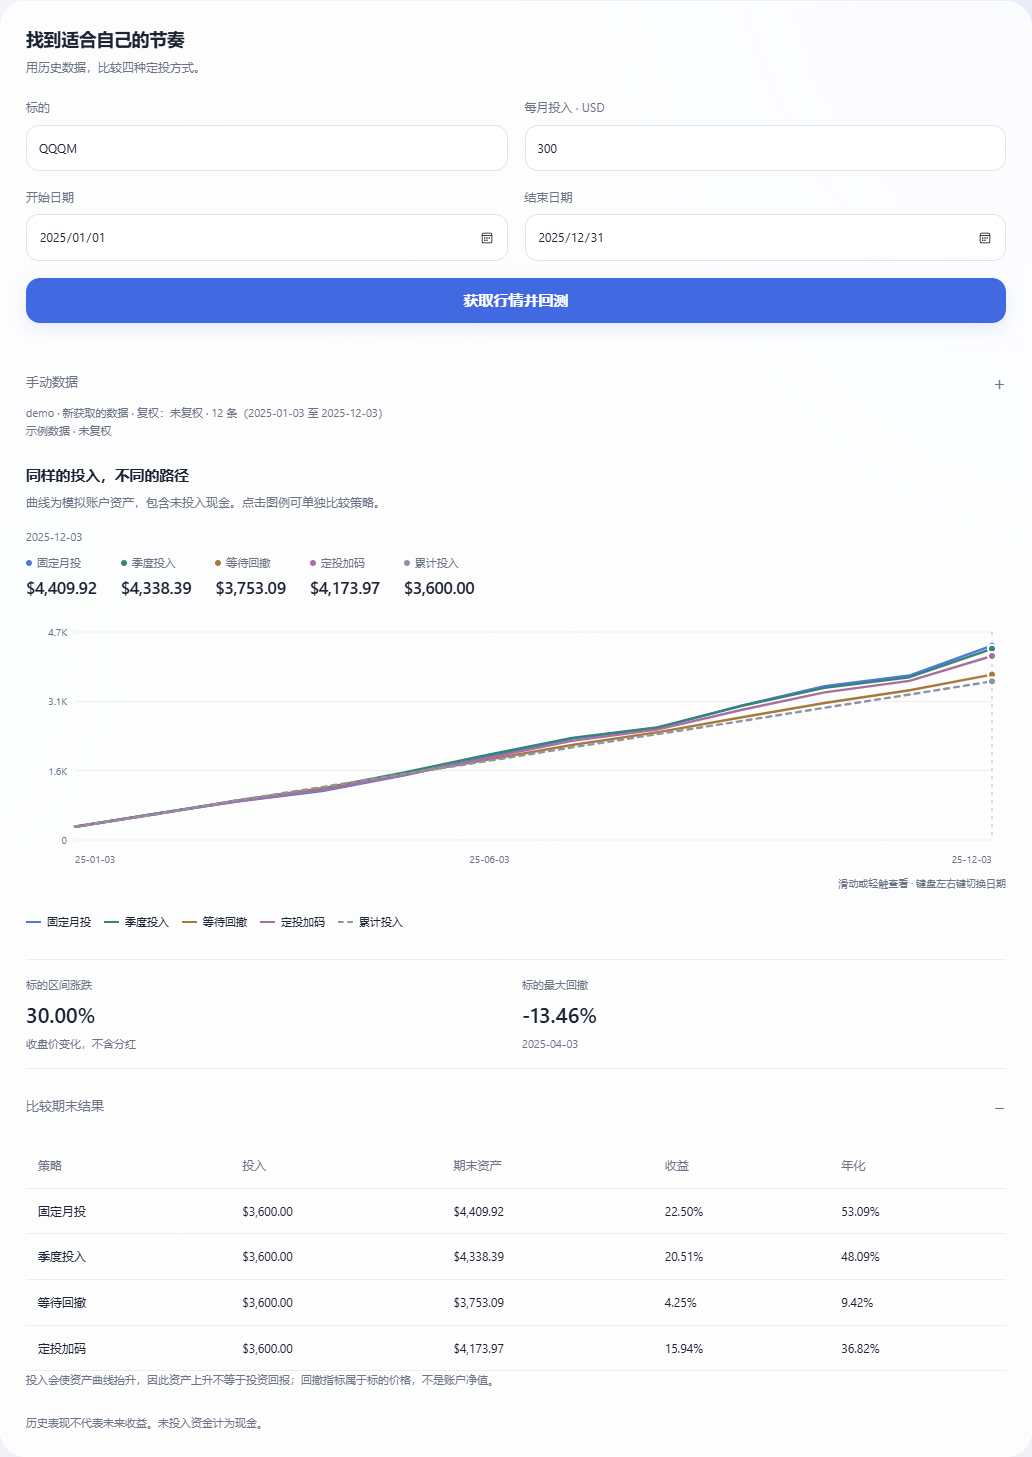 找到适合自己的节奏
用历史数据，比较四种定投方式。
标的
每月投入 · USD
QQQM
300
开始日期
结束日期
2025/01/01
2025/12/31
获取行情并回测
手动数据
+
demo · 新获取的数据 · 复权：未复权 · 12 条（2025-01-03 至 2025-12-03）
示例数据 · 未复权
同样的投入，不同的路径
曲线为模拟账户资产，包含未投入现金。点击图例可单独比较策略。
2025-12-03
固定月投 季度投入 等待回撤 定投加码 累计投入
$4,409.92 $4,338.39 $3,753.09 $4,173.97 $3,600.00
4.7K
3.1K
1.6K
0
25-01-03 25-06-03 25-12-03
滑动或轻触查看 · 键盘左右键切换日期
固定月投 季度投入 等待回撤 定投加码 累计投入
标的区间涨跌
标的最大回撤
30.00%
-13.46%
收盘价变化，不含分红
2025-04-03
比较期末结果
–
策略 投入 期末资产 收益 年化
固定月投 $3,600.00 $4,409.92 22.50% 53.09%
季度投入 $3,600.00 $4,338.39 20.51% 48.09%
等待回撤 $3,600.00 $3,753.09 4.25% 9.42%
定投加码 $3,600.00 $4,173.97 15.94% 36.82%
投入会使资产曲线抬升，因此资产上升不等于投资回报；回撤指标属于标的价格，不是账户净值。
历史表现不代表未来收益。未投入资金计为现金。